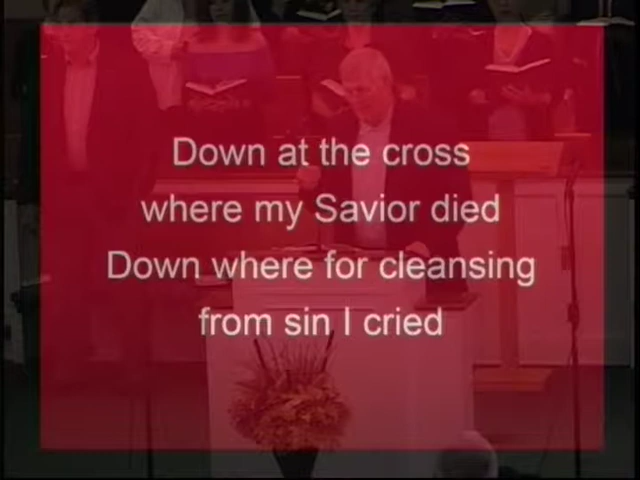 Down at the cross
where my Savior died
Down where for cleansing
from sin I cried